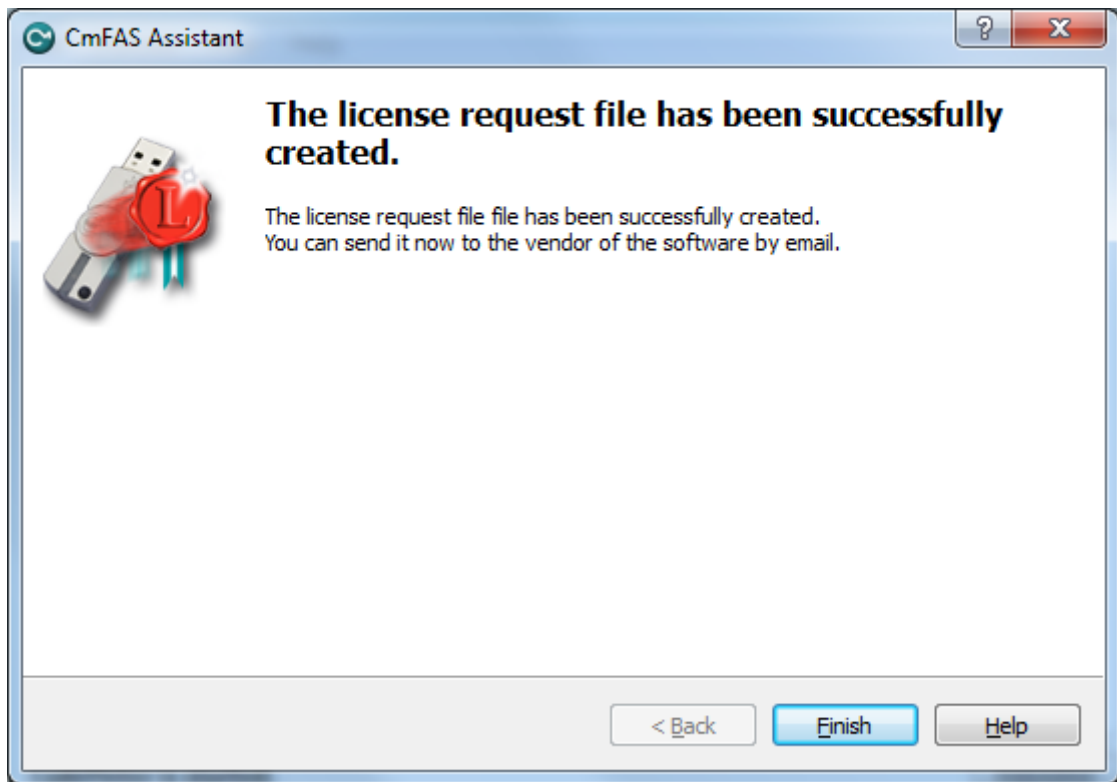 CmFAS Assistant
The license request file has been successfully
created.
The license request file file has been successfully created.
You can send it now to the vendor of the software by email.
L
< Back Finish Help